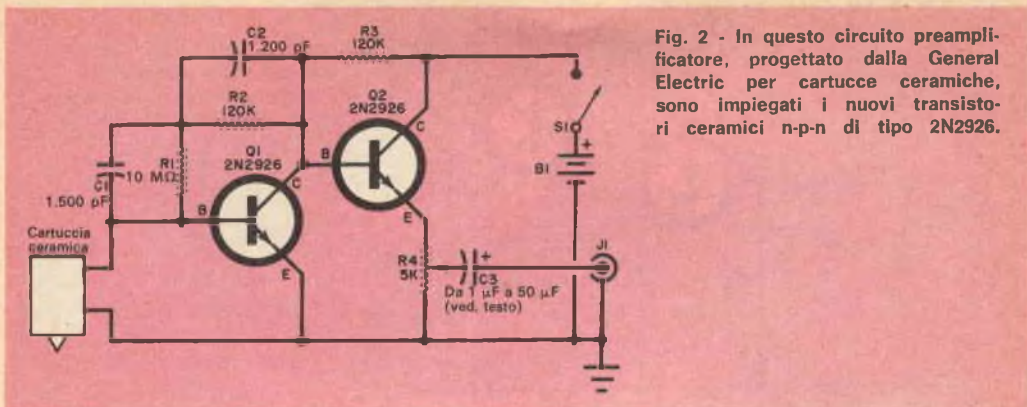 Fig. 2 - In questo circuito preampli-
ficatore, progettato dalla General
Electric per cartucce ceramiche,
sono impiegati i nuovi transisto-
ri ceramici n-p-n di tipo 2N2926.
C2
1.200 pF
R3
120K
R2
120K
Q2
2N2926
C
B
E
Q1
2N2926
C
B
E
R1
10 MΩ
C1
1.500 pF
Cartuccia
ceramica
R4
5K
+
C3
Da 1 µF a 50 µF
(ved. testo)
S1
+
B1
J1